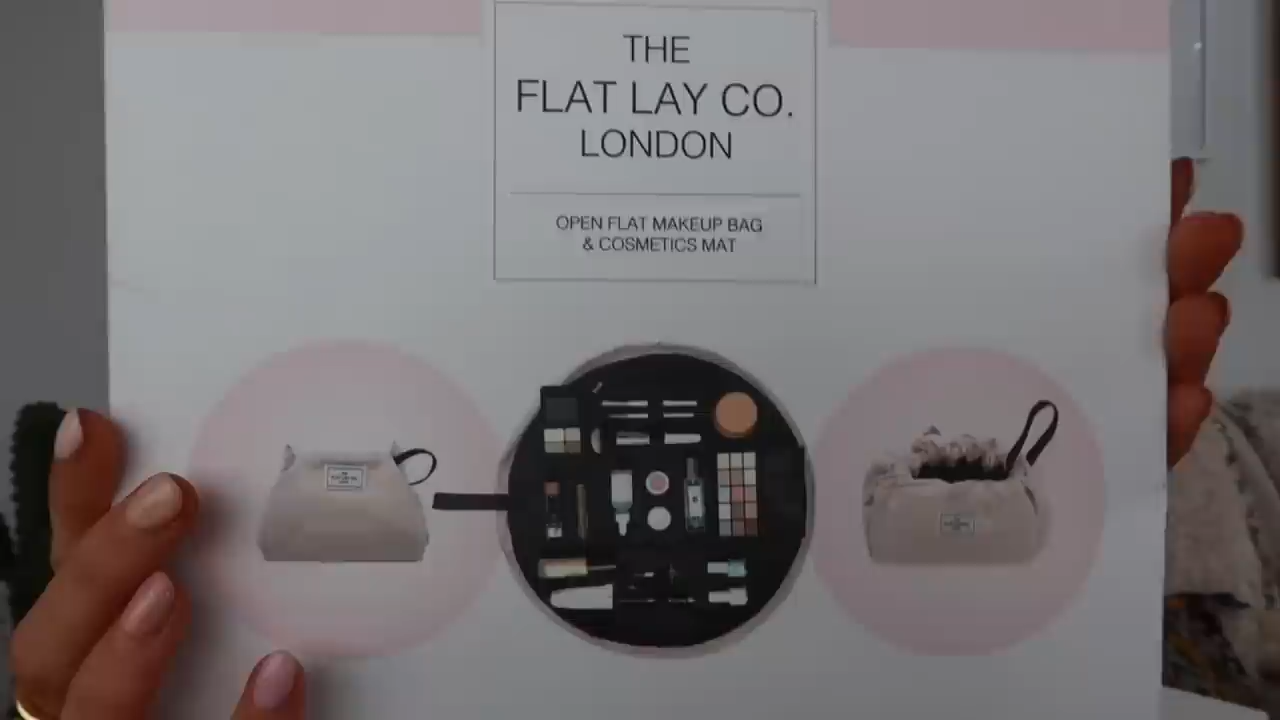 THE
FLAT LAY CO.
LONDON
OPEN FLAT MAKEUP BAG
& COSMETICS MAT